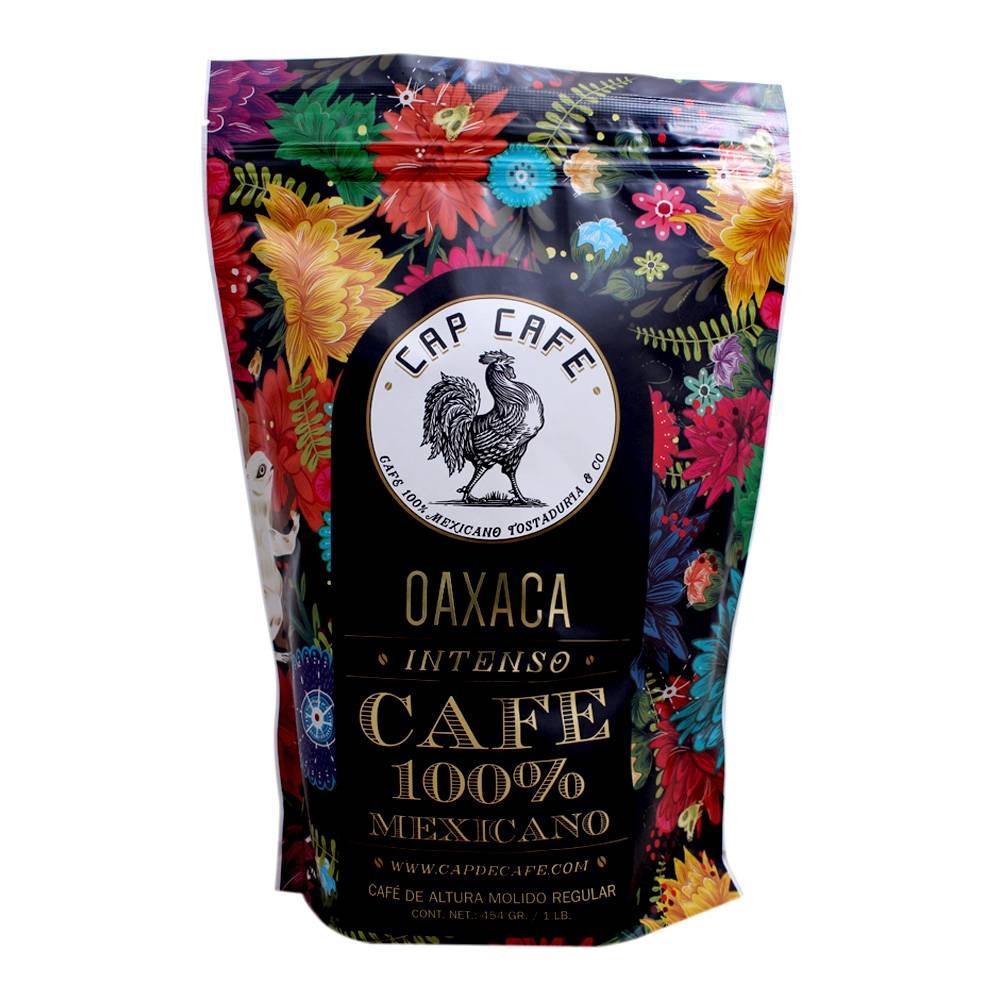 CAP CAFE
CAFÉ 100% MEXICANO TOSTADURIA & CO
OAXACA
INTENSO
CAFE
100%
MEXICANO
WWW.CAPDECAFE.COM
CAFÉ DE ALTURA MOLIDO REGULAR
CONT. NET.: 454 GR. / 1 LB.